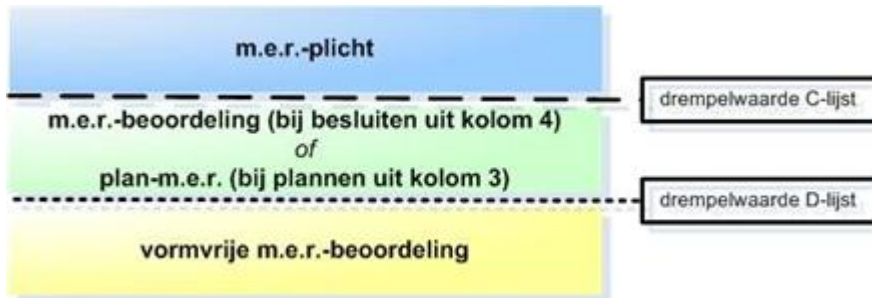 m.e.r.-plicht
drempelwaarde C-lijst
m.e.r.-beoordeling (bij besluiten uit kolom 4)
of
plan-m.e.r. (bij plannen uit kolom 3)
drempelwaarde D-lijst
vormvrije m.e.r.-beoordeling